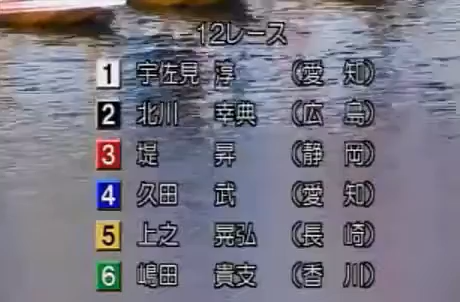 12レース
1 宇佐見 淳 (愛知)
2 北川 幸典 (広島)
3 堤 昇 (静岡)
4 久田 武 (愛知)
5 上之 晃弘 (長崎)
6 嶋田 貴支 (香川)